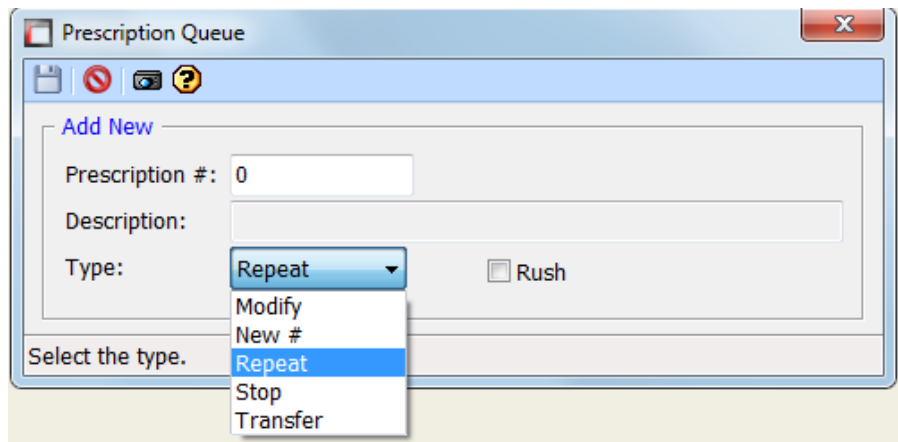 Prescription Queue
Add New
Prescription #: 0
Description:
Type: Repeat Rush
Modify
New #
Select the type. Repeat
Stop
Transfer